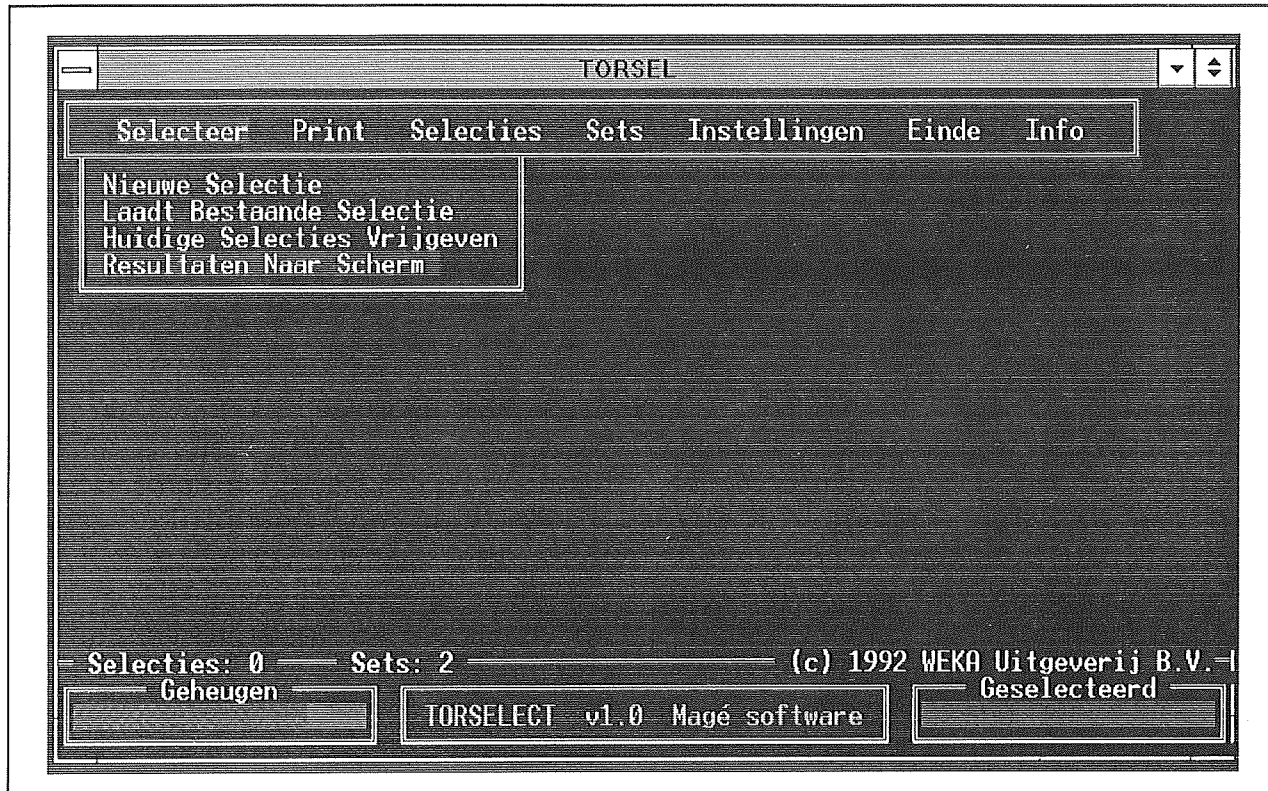 TORSEL
Selecteer Print Selecties Sets Instellingen Einde Info
Nieuwe Selectie
Laadt Bestaande Selectie
Huidige Selecties Vrijgeven
Resultaten Naar Scherm
Selecties: 0 Sets: 2 (c) 1992 WEKA Uitgeverij B.V.
Geheugen Geselecteerd
TORSELECT v1.0 Magé software